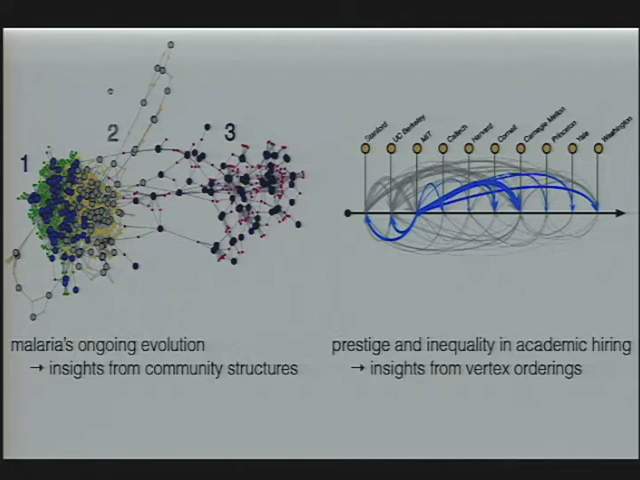 1
2
3
malaria's ongoing evolution
→ insights from community structures
Stanford
UC Berkeley
MIT
Caltech
Harvard
Cornell
Carnegie Mellon
Princeton
Yale
Washington
prestige and inequality in academic hiring
→ insights from vertex orderings